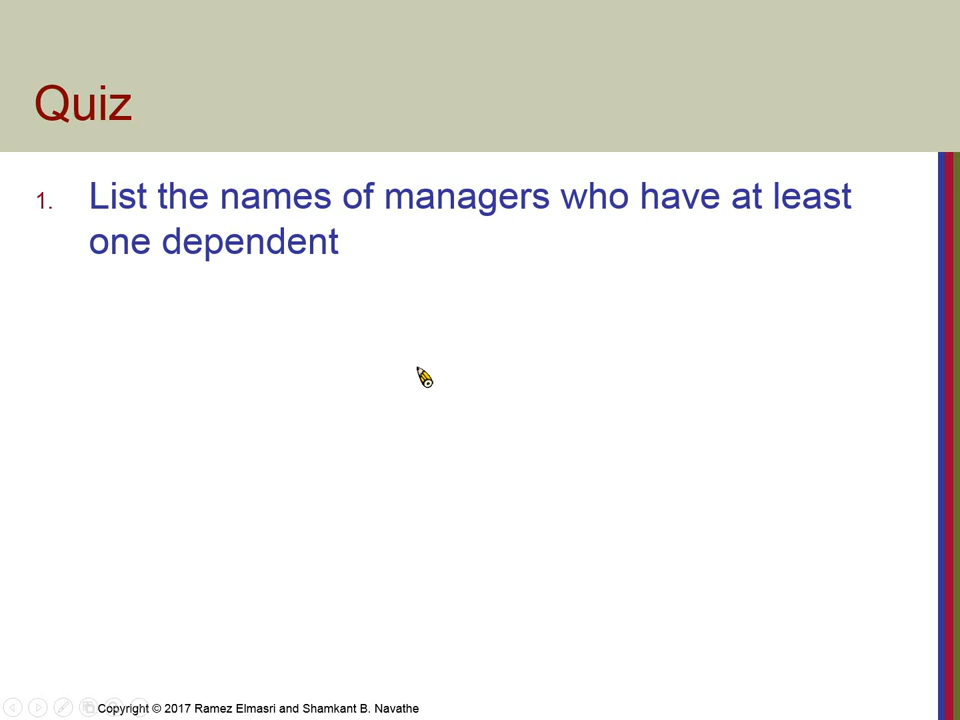 Quiz
1. List the names of managers who have at least
one dependent
Copyright © 2017 Ramez Elmasri and Shamkant B. Navathe